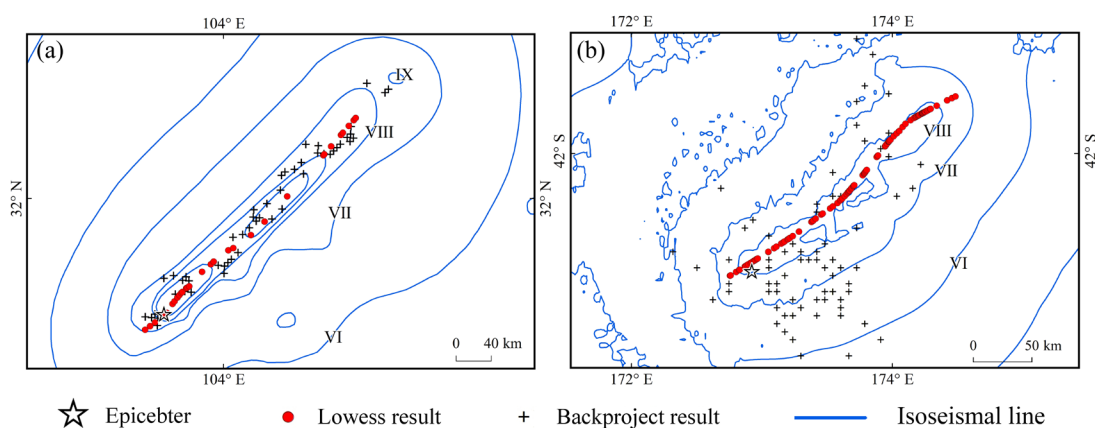 104° E
172° E 174° E
(a)
(b)
IX
VIII
VIII
42° S
42° S
VII
32° N
32° N
VII
VI
VI
0 40 km
0 50 km
104° E
172° E 174° E
Epicebter Lowess result Backproject result Isoseismal line